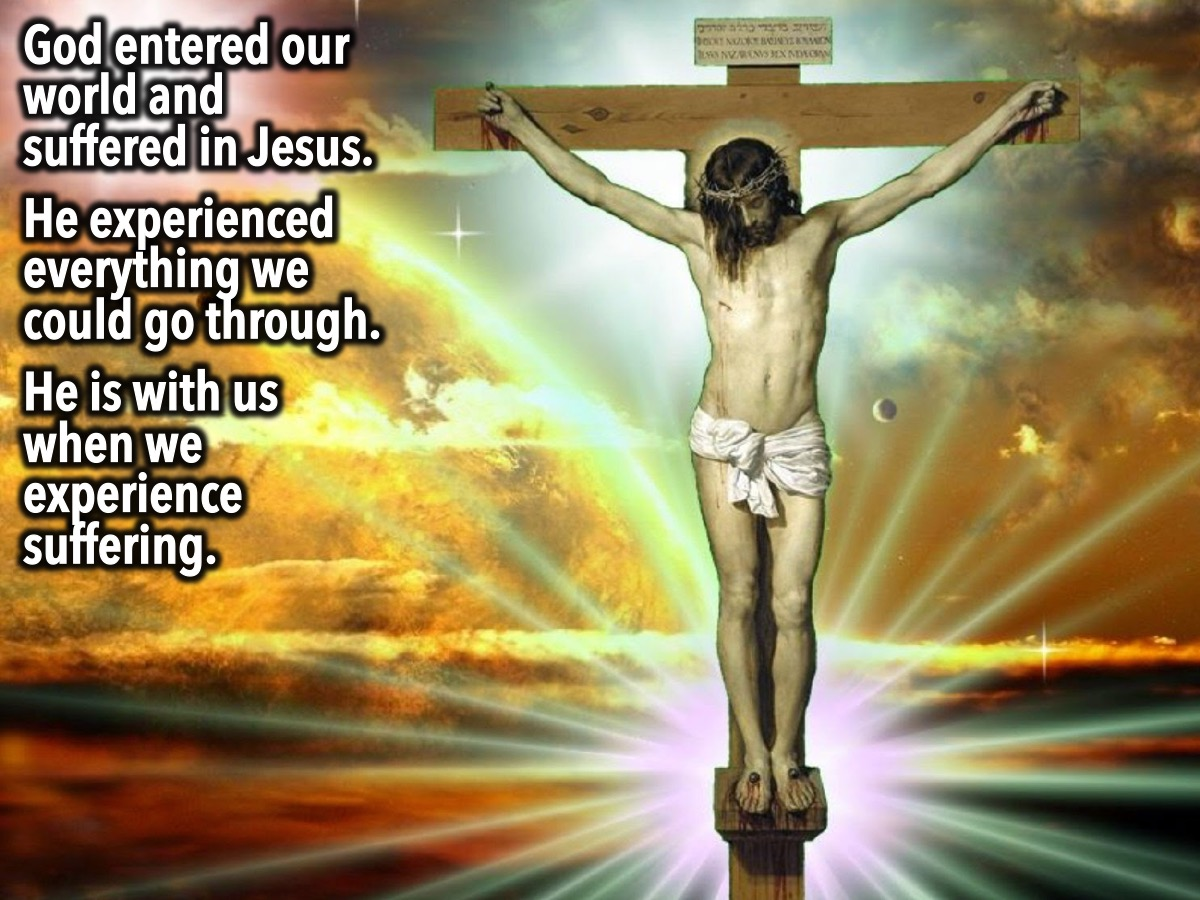 God entered our
world and
suffered in Jesus.
He experienced
everything we
could go through.
He is with us
when we
experience
suffering.